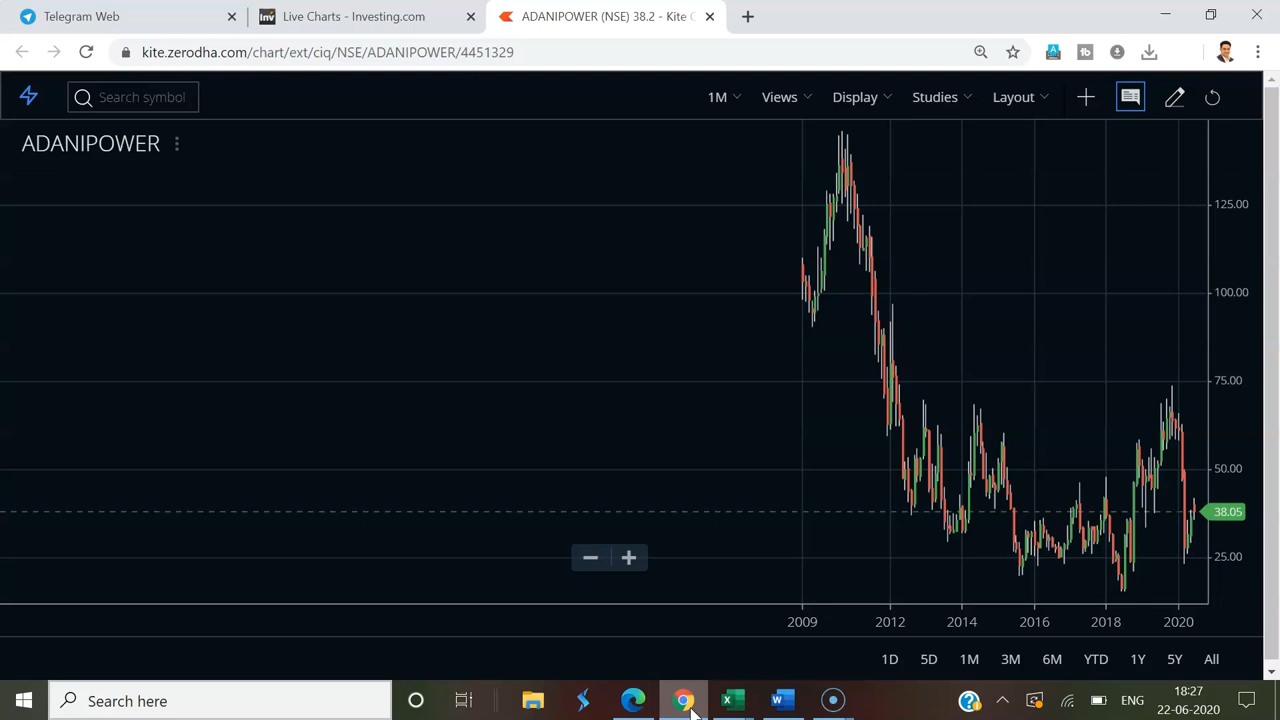 Telegram Web
Inv
Live Charts - Investing.com
ADANIPOWER (NSE) 38.2 - Kite
kite.zerodha.com/chart/ext/ciq/NSE/ADANIPOWER/4451329
tb
Search symbol
1M
Views
Display
Studies
Layout
ADANIPOWER
125.00
100.00
75.00
50.00
38.05
25.00
2009
2012
2014
2016
2018
2020
1D
5D
1M
3M
6M
YTD
1Y
5Y
All
Search here
ENG
18:27
22-06-2020